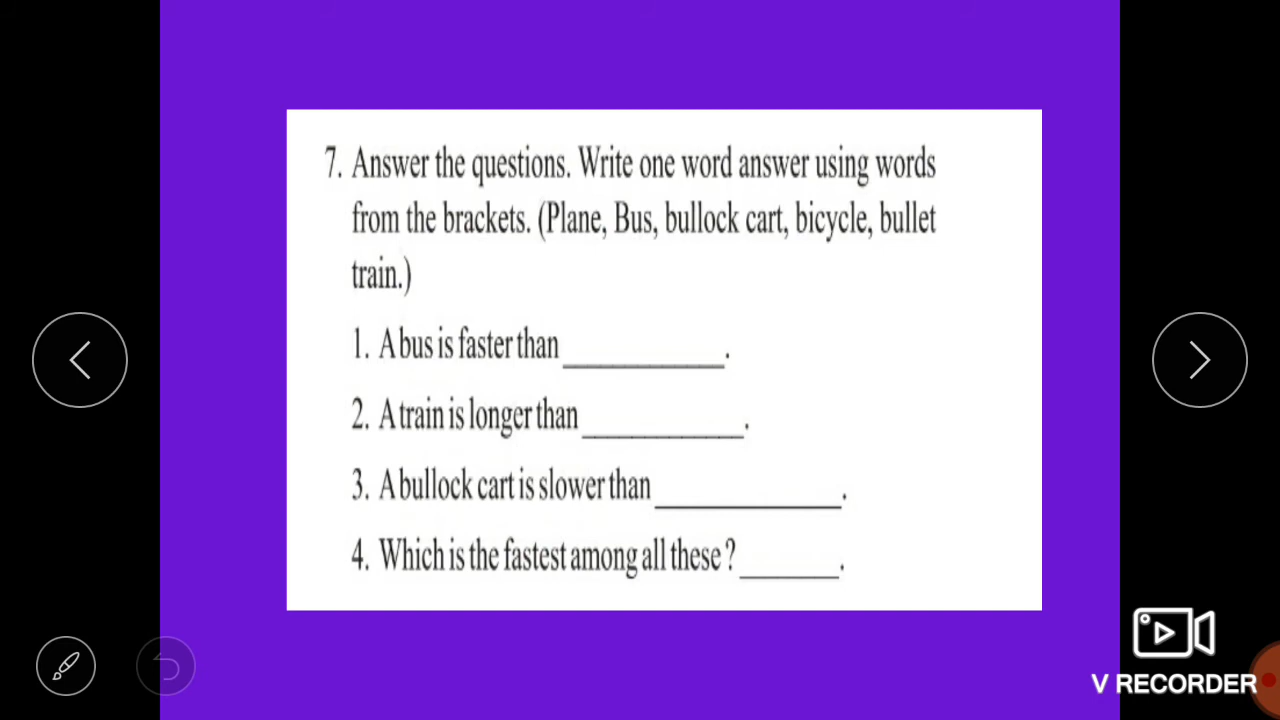 7. Answer the questions. Write one word answer using words
from the brackets. (Plane, Bus, bullock cart, bicycle, bullet
train.)
1. A bus is faster than ____________.
2. A train is longer than ____________.
3. A bullock cart is slower than ______________.
4. Which is the fastest among all these ? _______.
V RECORDER